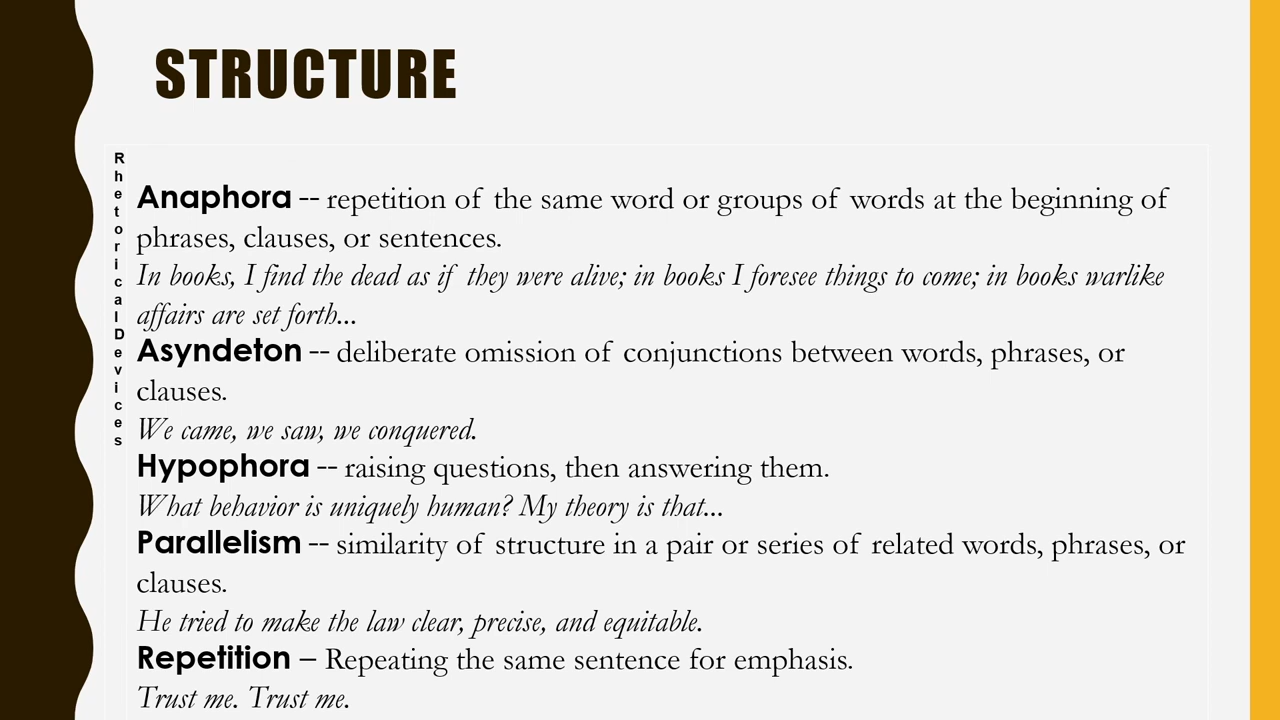 STRUCTURE
Rhetorical Devices
Anaphora -- repetition of the same word or groups of words at the beginning of
phrases, clauses, or sentences.
In books, I find the dead as if they were alive; in books I foresee things to come; in books warlike
affairs are set forth...
Asyndeton -- deliberate omission of conjunctions between words, phrases, or
clauses.
We came, we saw, we conquered.
Hypophora -- raising questions, then answering them.
What behavior is uniquely human? My theory is that...
Parallelism -- similarity of structure in a pair or series of related words, phrases, or
clauses.
He tried to make the law clear, precise, and equitable.
Repetition – Repeating the same sentence for emphasis.
Trust me. Trust me.